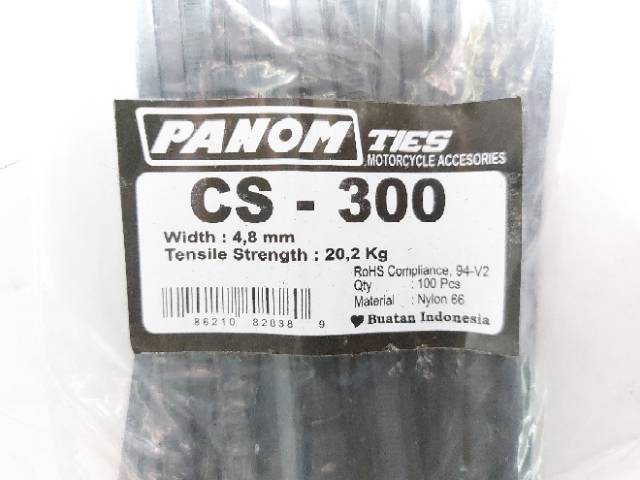 PANOM TIES
MOTORCYCLE ACCESORIES
CS - 300
Width : 4,8 mm
Tensile Strength : 20,2 Kg
RoHS Compliance, 94-V2
Qty : 100 Pcs
Material : Nylon 66
♥ Buatan Indonesia
86210 82838 9